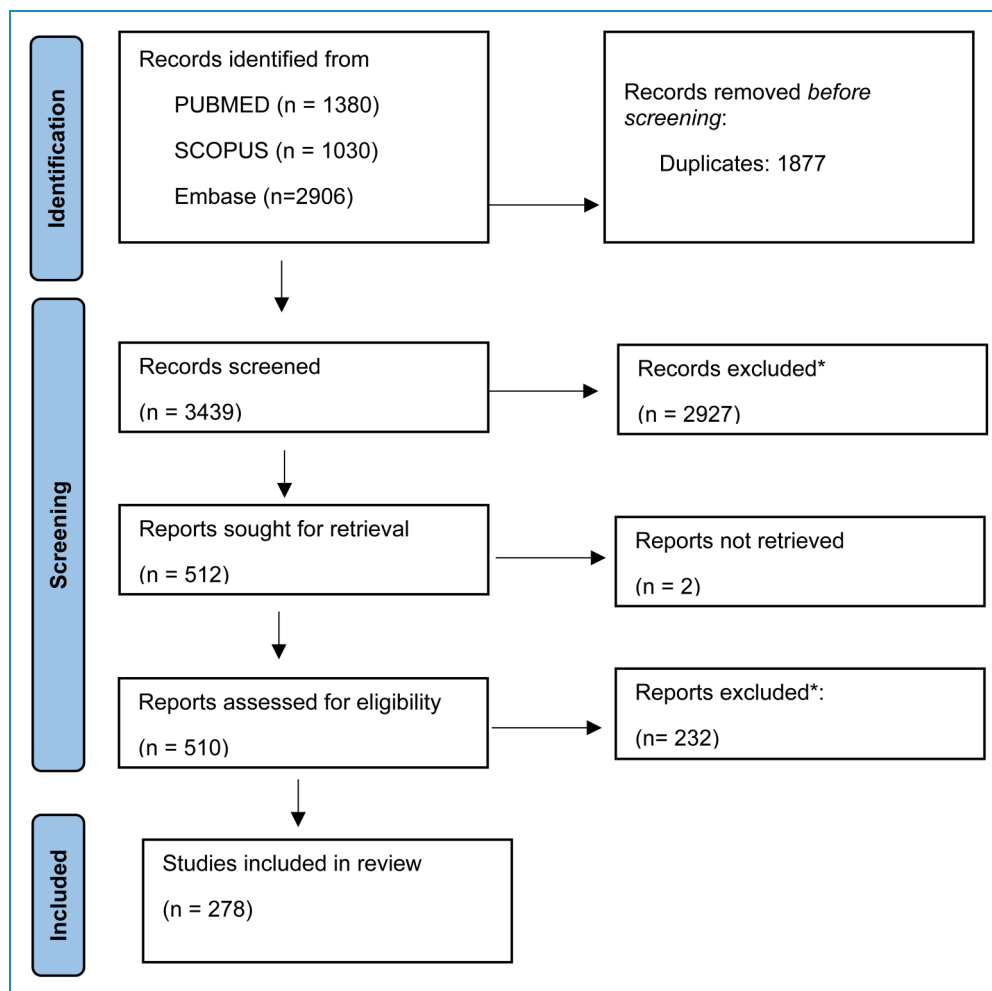 Identification
Records identified from
PUBMED (n = 1380)
SCOPUS (n = 1030)
Embase (n=2906)
Records removed before
screening:
Duplicates: 1877
Screening
Records screened
(n = 3439)
Records excluded*
(n = 2927)
Reports sought for retrieval
(n = 512)
Reports not retrieved
(n = 2)
Reports assessed for eligibility
(n = 510)
Reports excluded*:
(n= 232)
Included
Studies included in review
(n = 278)